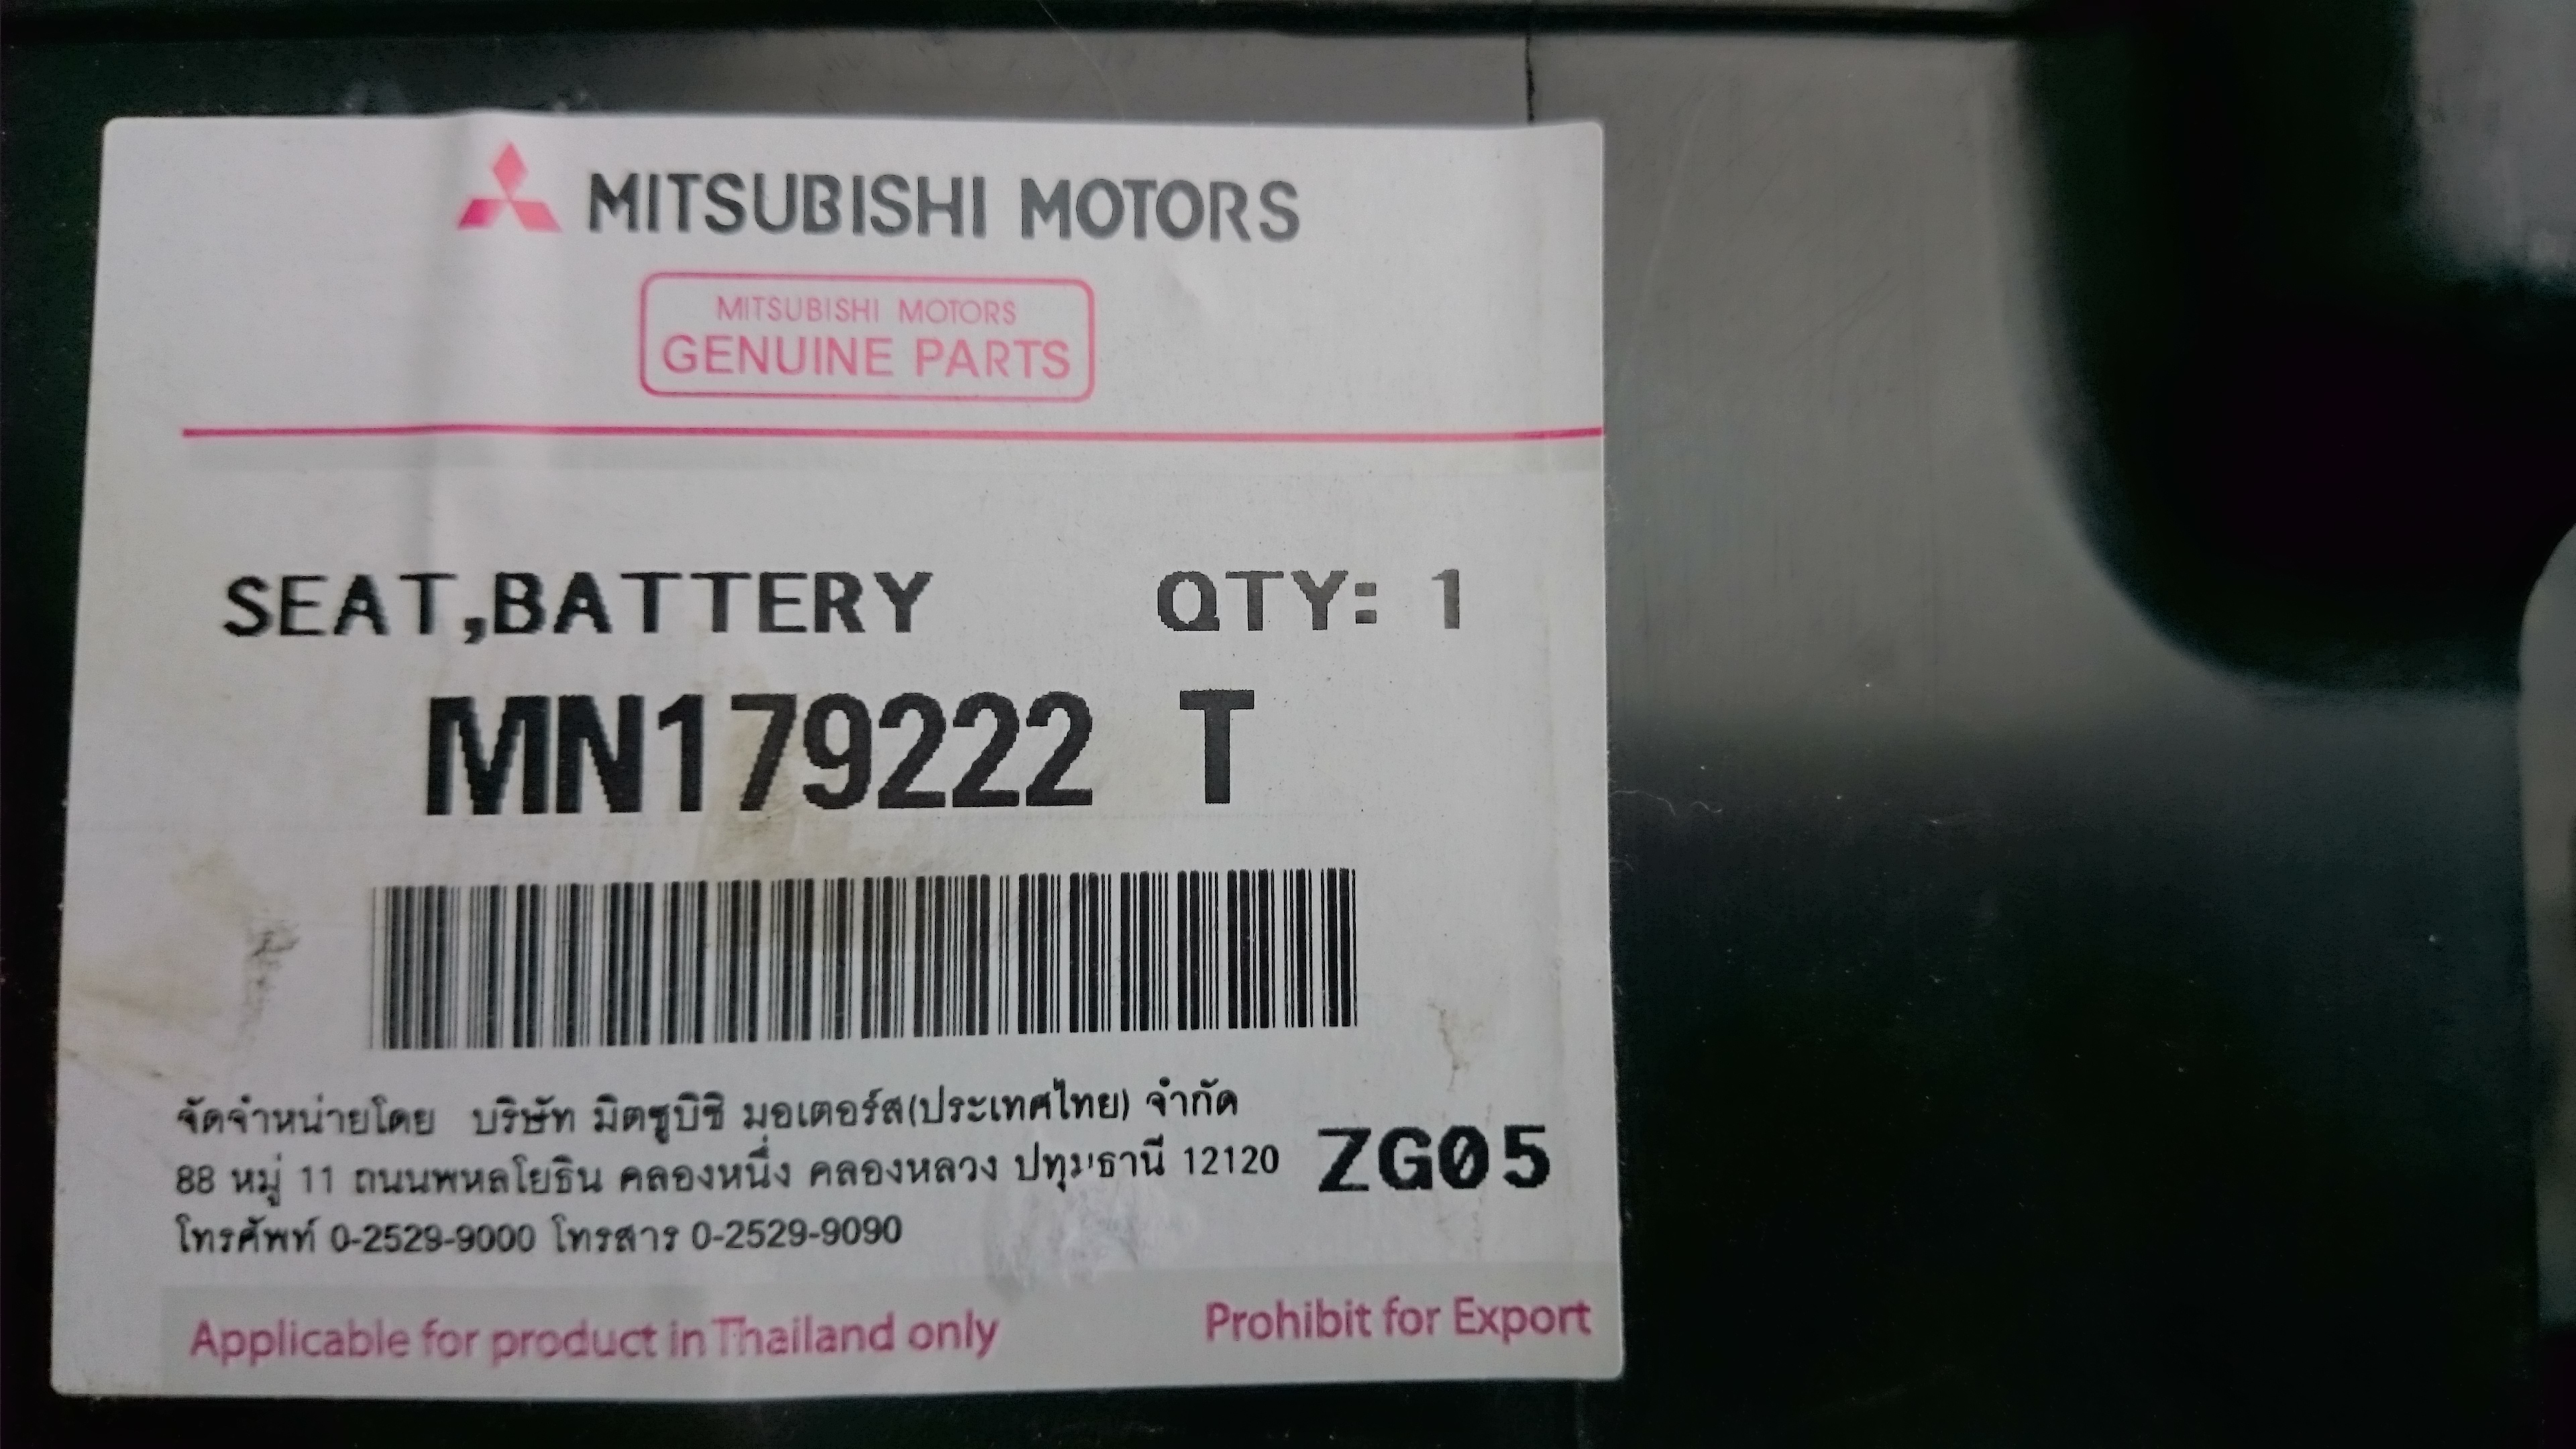 MITSUBISHI MOTORS
MITSUBISHI MOTORS
GENUINE PARTS
SEAT,BATTERY QTY: 1
MN179222 T
จัดจำหน่ายโดย บริษัท มิตซูบิชิ มอเตอร์ส(ประเทศไทย) จำกัด
88 หมู่ 11 ถนนพหลโยธิน คลองหนึ่ง คลองหลวง ปทุมธานี 12120
ZG05
โทรศัพท์ 0-2529-9000 โทรสาร 0-2529-9090
Applicable for product in Thailand only Prohibit for Export